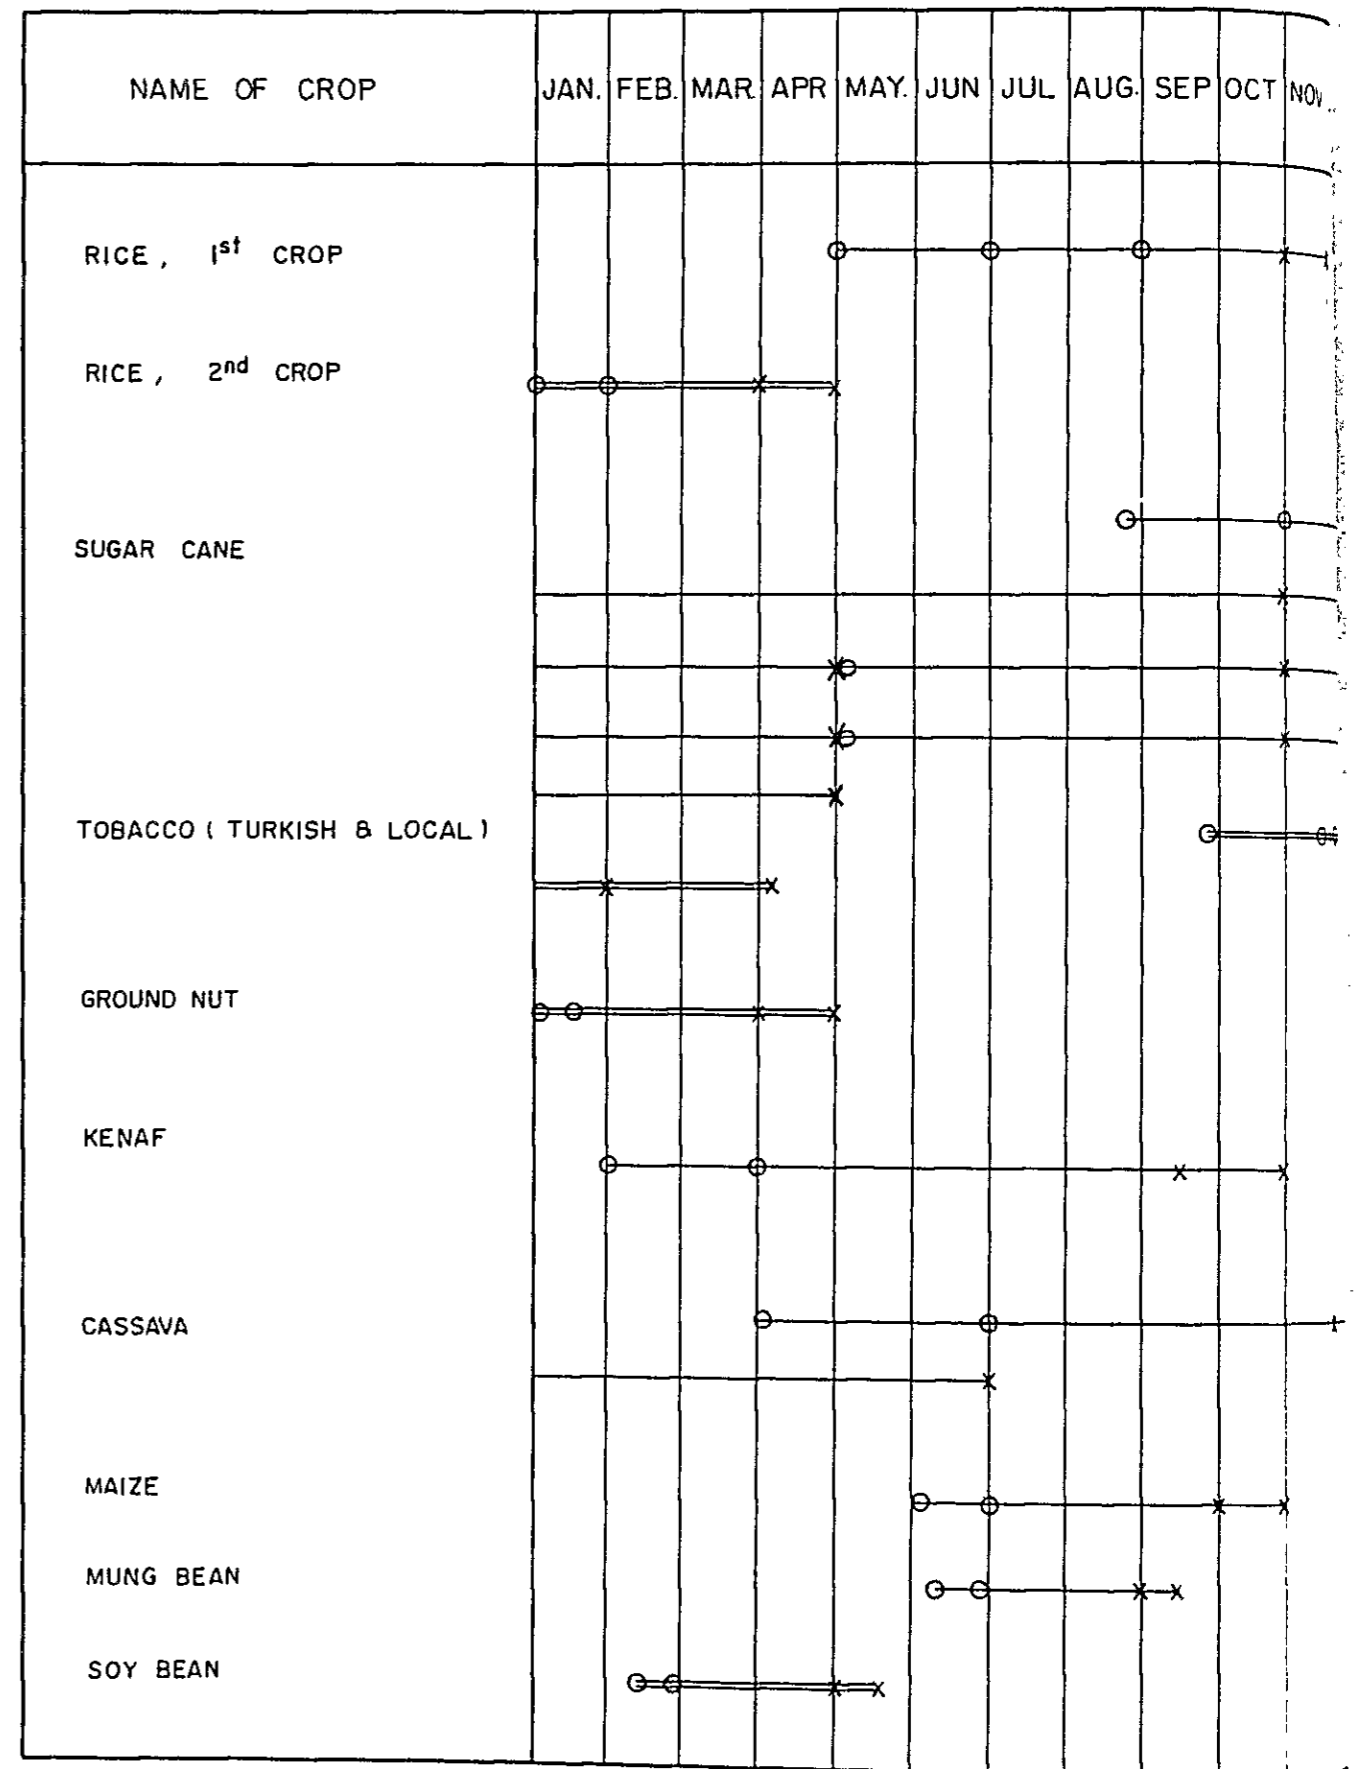 NAME OF CROP JAN. FEB. MAR APR MAY. JUN JUL AUG. SEP OCT NOV.
RICE, 1st CROP
RICE, 2nd CROP
SUGAR CANE
TOBACCO ( TURKISH & LOCAL )
GROUND NUT
KENAF
CASSAVA
MAIZE
MUNG BEAN
SOY BEAN